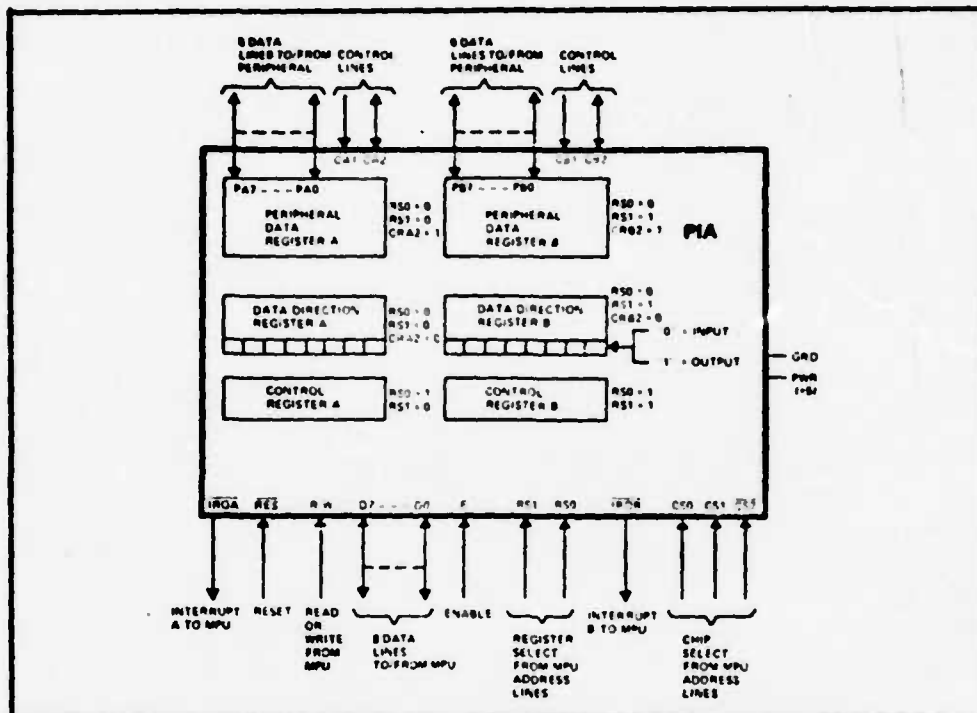 8 DATA
LINES TO/FROM
PERIPHERAL
CONTROL
LINES
8 DATA
LINES TO/FROM
PERIPHERAL
CONTROL
LINES
CA1 CA2
CB1 CB2
PA7 --- PA0
PERIPHERAL
DATA
REGISTER A
RS0 = 0
RS1 = 0
CRA2 = 1
PB7 --- PB0
PERIPHERAL
DATA
REGISTER B
RS0 = 0
RS1 = 1
CRB2 = 1
PIA
DATA DIRECTION
REGISTER A
RS0 = 0
RS1 = 0
CRA2 = 0
DATA DIRECTION
REGISTER B
RS0 = 0
RS1 = 1
CRB2 = 0
0 = INPUT
1 = OUTPUT
GRD
PWR
(+5)
CONTROL
REGISTER A
RS0 = 1
RS1 = 0
CONTROL
REGISTER B
RS0 = 1
RS1 = 1
IRQA RES R/W D7 --- D0 E RS1 RS0 IRQB CS0 CS1 CS2
INTERRUPT
A TO MPU
RESET
READ
OR
WRITE
FROM
MPU
8 DATA
LINES
TO/FROM MPU
ENABLE
REGISTER
SELECT
FROM MPU
ADDRESS
LINES
INTERRUPT
B TO MPU
CHIP
SELECT
FROM MPU
ADDRESS
LINES